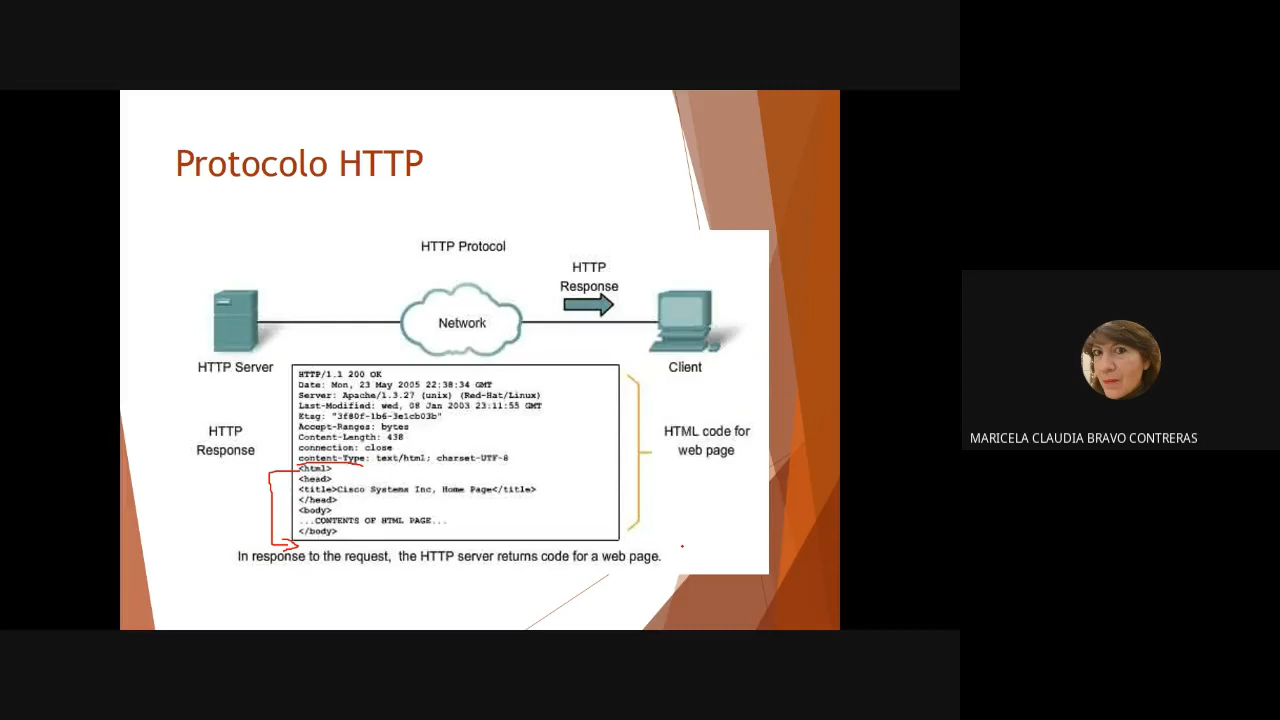 Protocolo HTTP
HTTP Protocol
HTTP
Response
Network
HTTP Server
Client
HTTP
Response
HTTP/1.1 200 OK
Date: Mon, 23 May 2005 22:38:34 GMT
Server: Apache/1.3.27 (unix) (Red-Hat/Linux)
Last-Modified: wed, 08 Jan 2003 23:11:55 GMT
Etag: "3f80f-1b6-3e1cb03b"
Accept-Ranges: bytes
Content-Length: 438
connection: close
content-Type: text/html; charset-UTF-8
<html>
<head>
<title>Cisco Systems Inc, Home Page</title>
</head>
<body>
...CONTENTS OF HTML PAGE...
</body>
HTML code for
web page
In response to the request, the HTTP server returns code for a web page.
MARICELA CLAUDIA BRAVO CONTRERAS